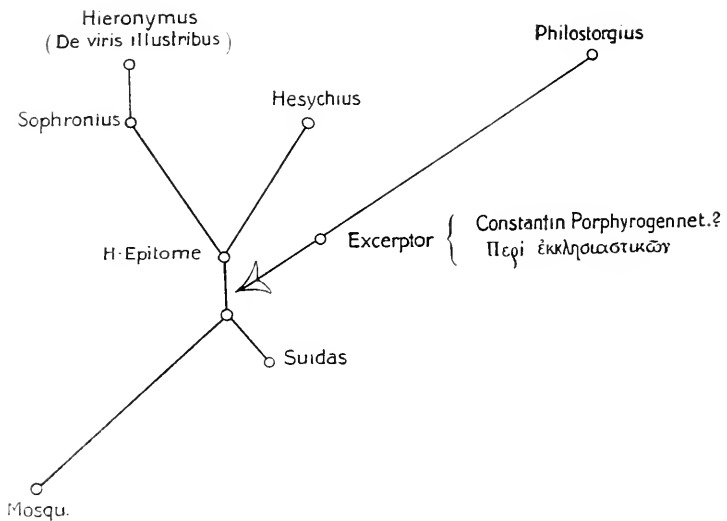 Hieronymus
(De viris illustribus)
Philostorgius
Sophronius
Hesychius
H-Epitome
Excerptor { Constantin Porphyrogennet.?
Περὶ ἐκκλησιαστικῶν
Suidas
Mosqu.